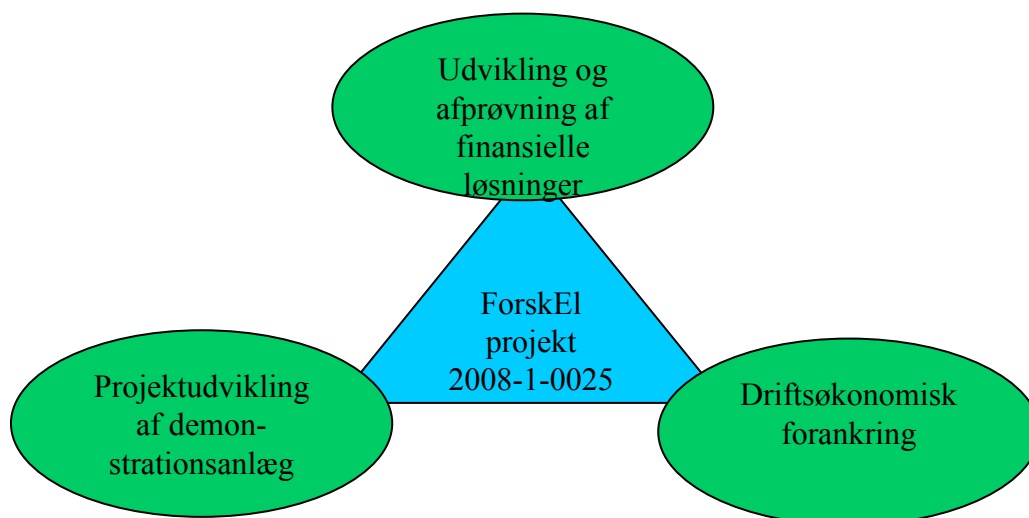 Udvikling og
afprøvning af
finansielle
løsninger
ForskEl
projekt
2008-1-0025
Projektudvikling
af demon-
strationsanlæg
Driftsøkonomisk
forankring